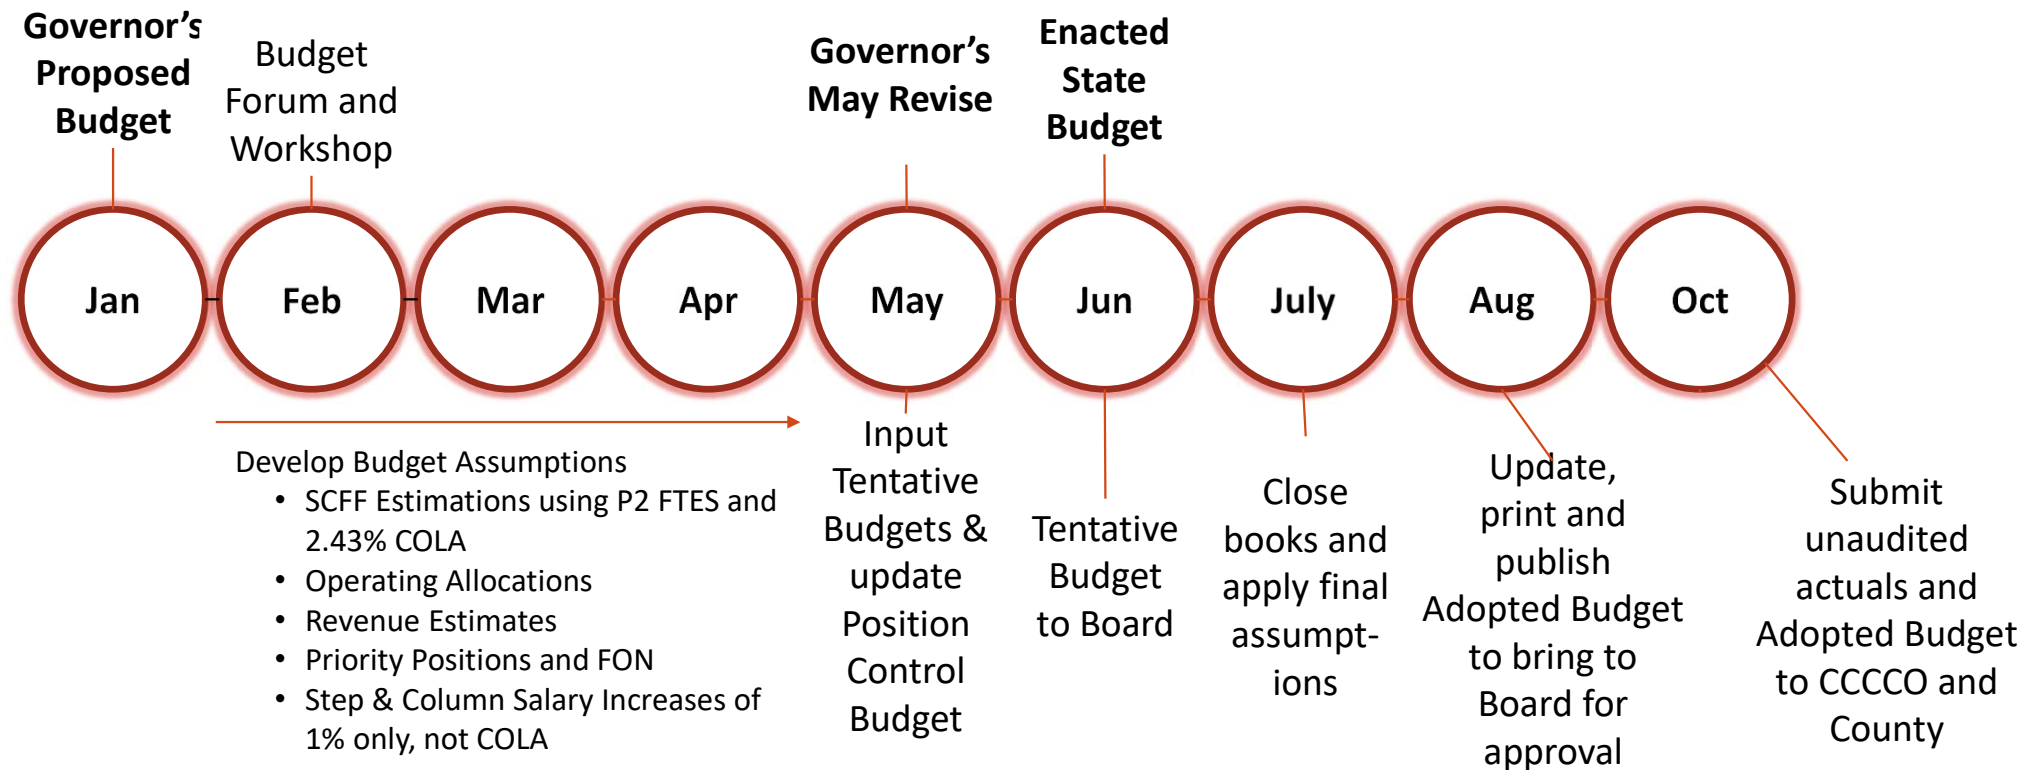 Governor’s
Proposed
Budget
Budget
Forum and
Workshop
Governor’s
May Revise
Enacted
State
Budget
Jan
Feb
Mar
Apr
May
Jun
July
Aug
Oct
Develop Budget Assumptions
• SCFF Estimations using P2 FTES and
2.43% COLA
• Operating Allocations
• Revenue Estimates
• Priority Positions and FON
• Step & Column Salary Increases of
1% only, not COLA
Input
Tentative
Budgets &
update
Position
Control
Budget
Tentative
Budget
to Board
Close
books and
apply final
assumpt-
ions
Update,
print and
publish
Adopted Budget
to bring to
Board for
approval
Submit
unaudited
actuals and
Adopted Budget
to CCCCO and
County